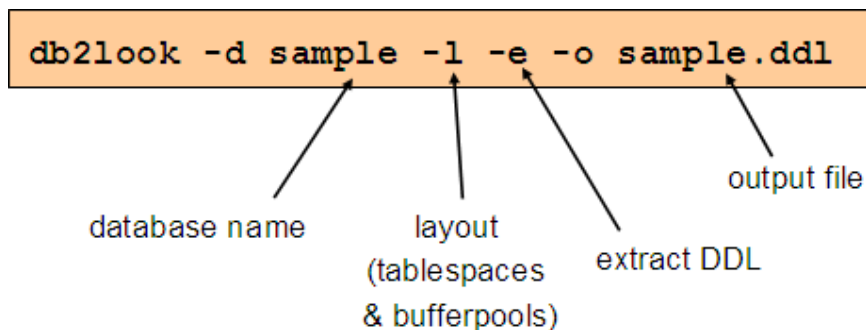 db2look -d sample -l -e -o sample.ddl
database name
layout
(tablespaces
& bufferpools)
extract DDL
output file